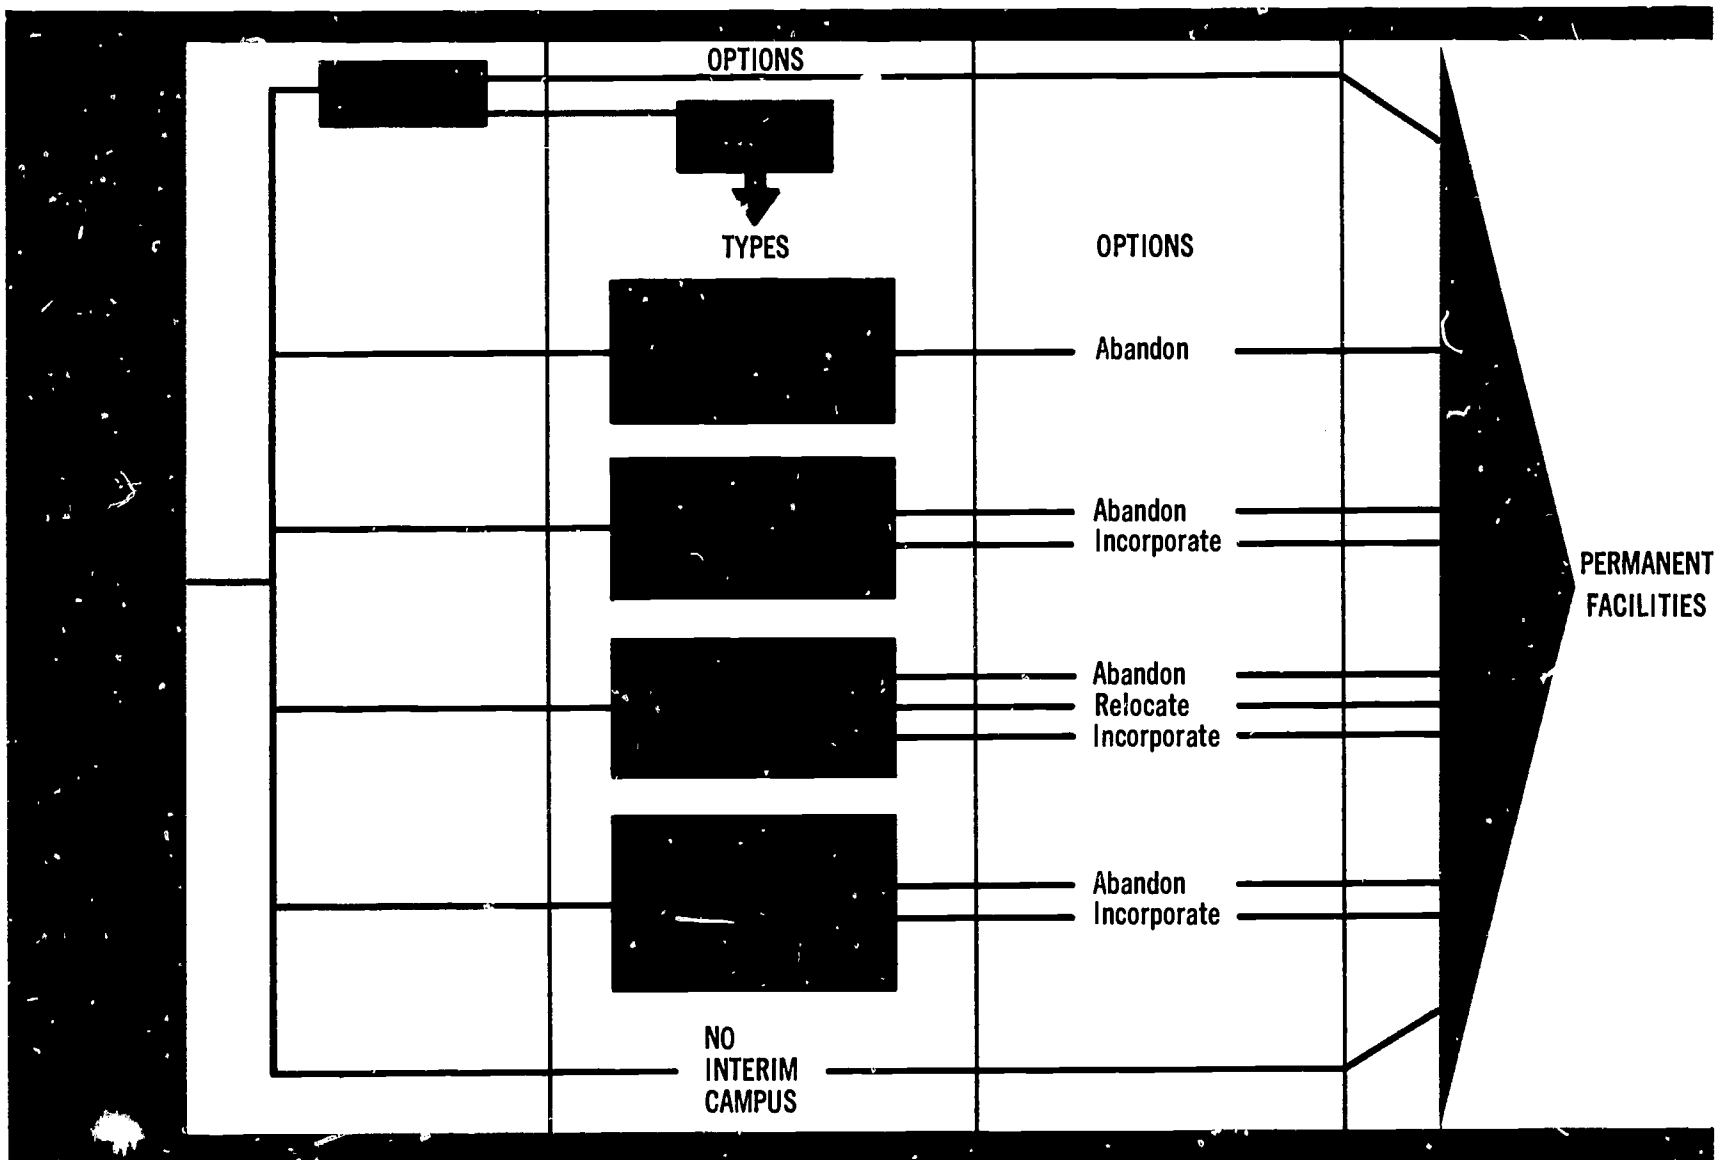 OPTIONS
TYPES
OPTIONS
Abandon
Abandon
Incorporate
Abandon
Relocate
Incorporate
Abandon
Incorporate
NO
INTERIM
CAMPUS
PERMANENT
FACILITIES